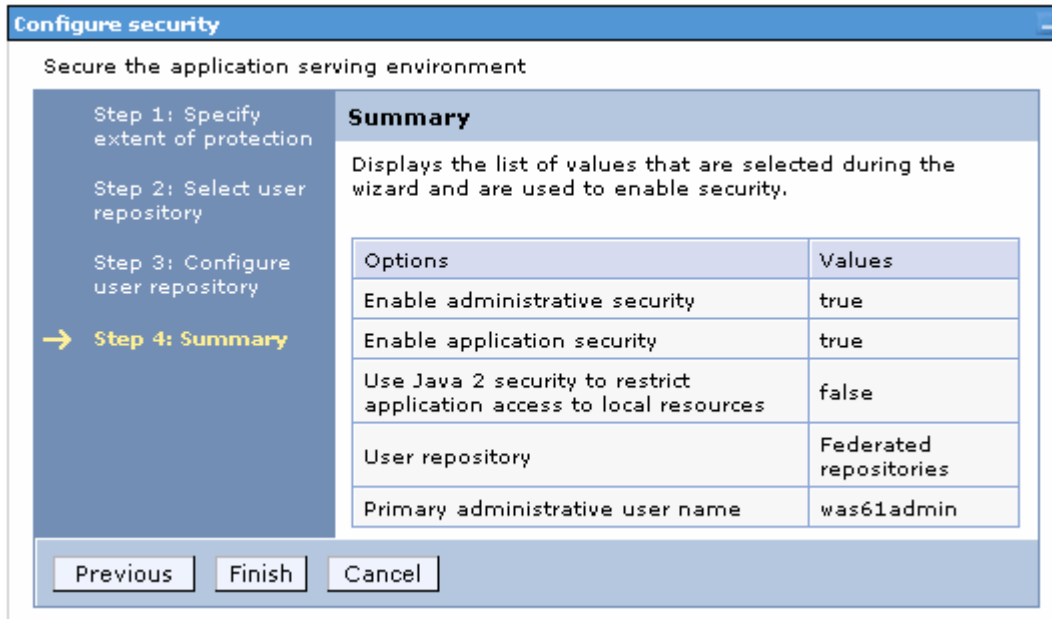 Configure security
Secure the application serving environment
Step 1: Specify
extent of protection
Step 2: Select user
repository
Step 3: Configure
user repository
Step 4: Summary
Summary
Displays the list of values that are selected during the
wizard and are used to enable security.
Options Values
Enable administrative security true
Enable application security true
Use Java 2 security to restrict
application access to local resources false
User repository Federated
repositories
Primary administrative user name was61admin
Previous Finish Cancel